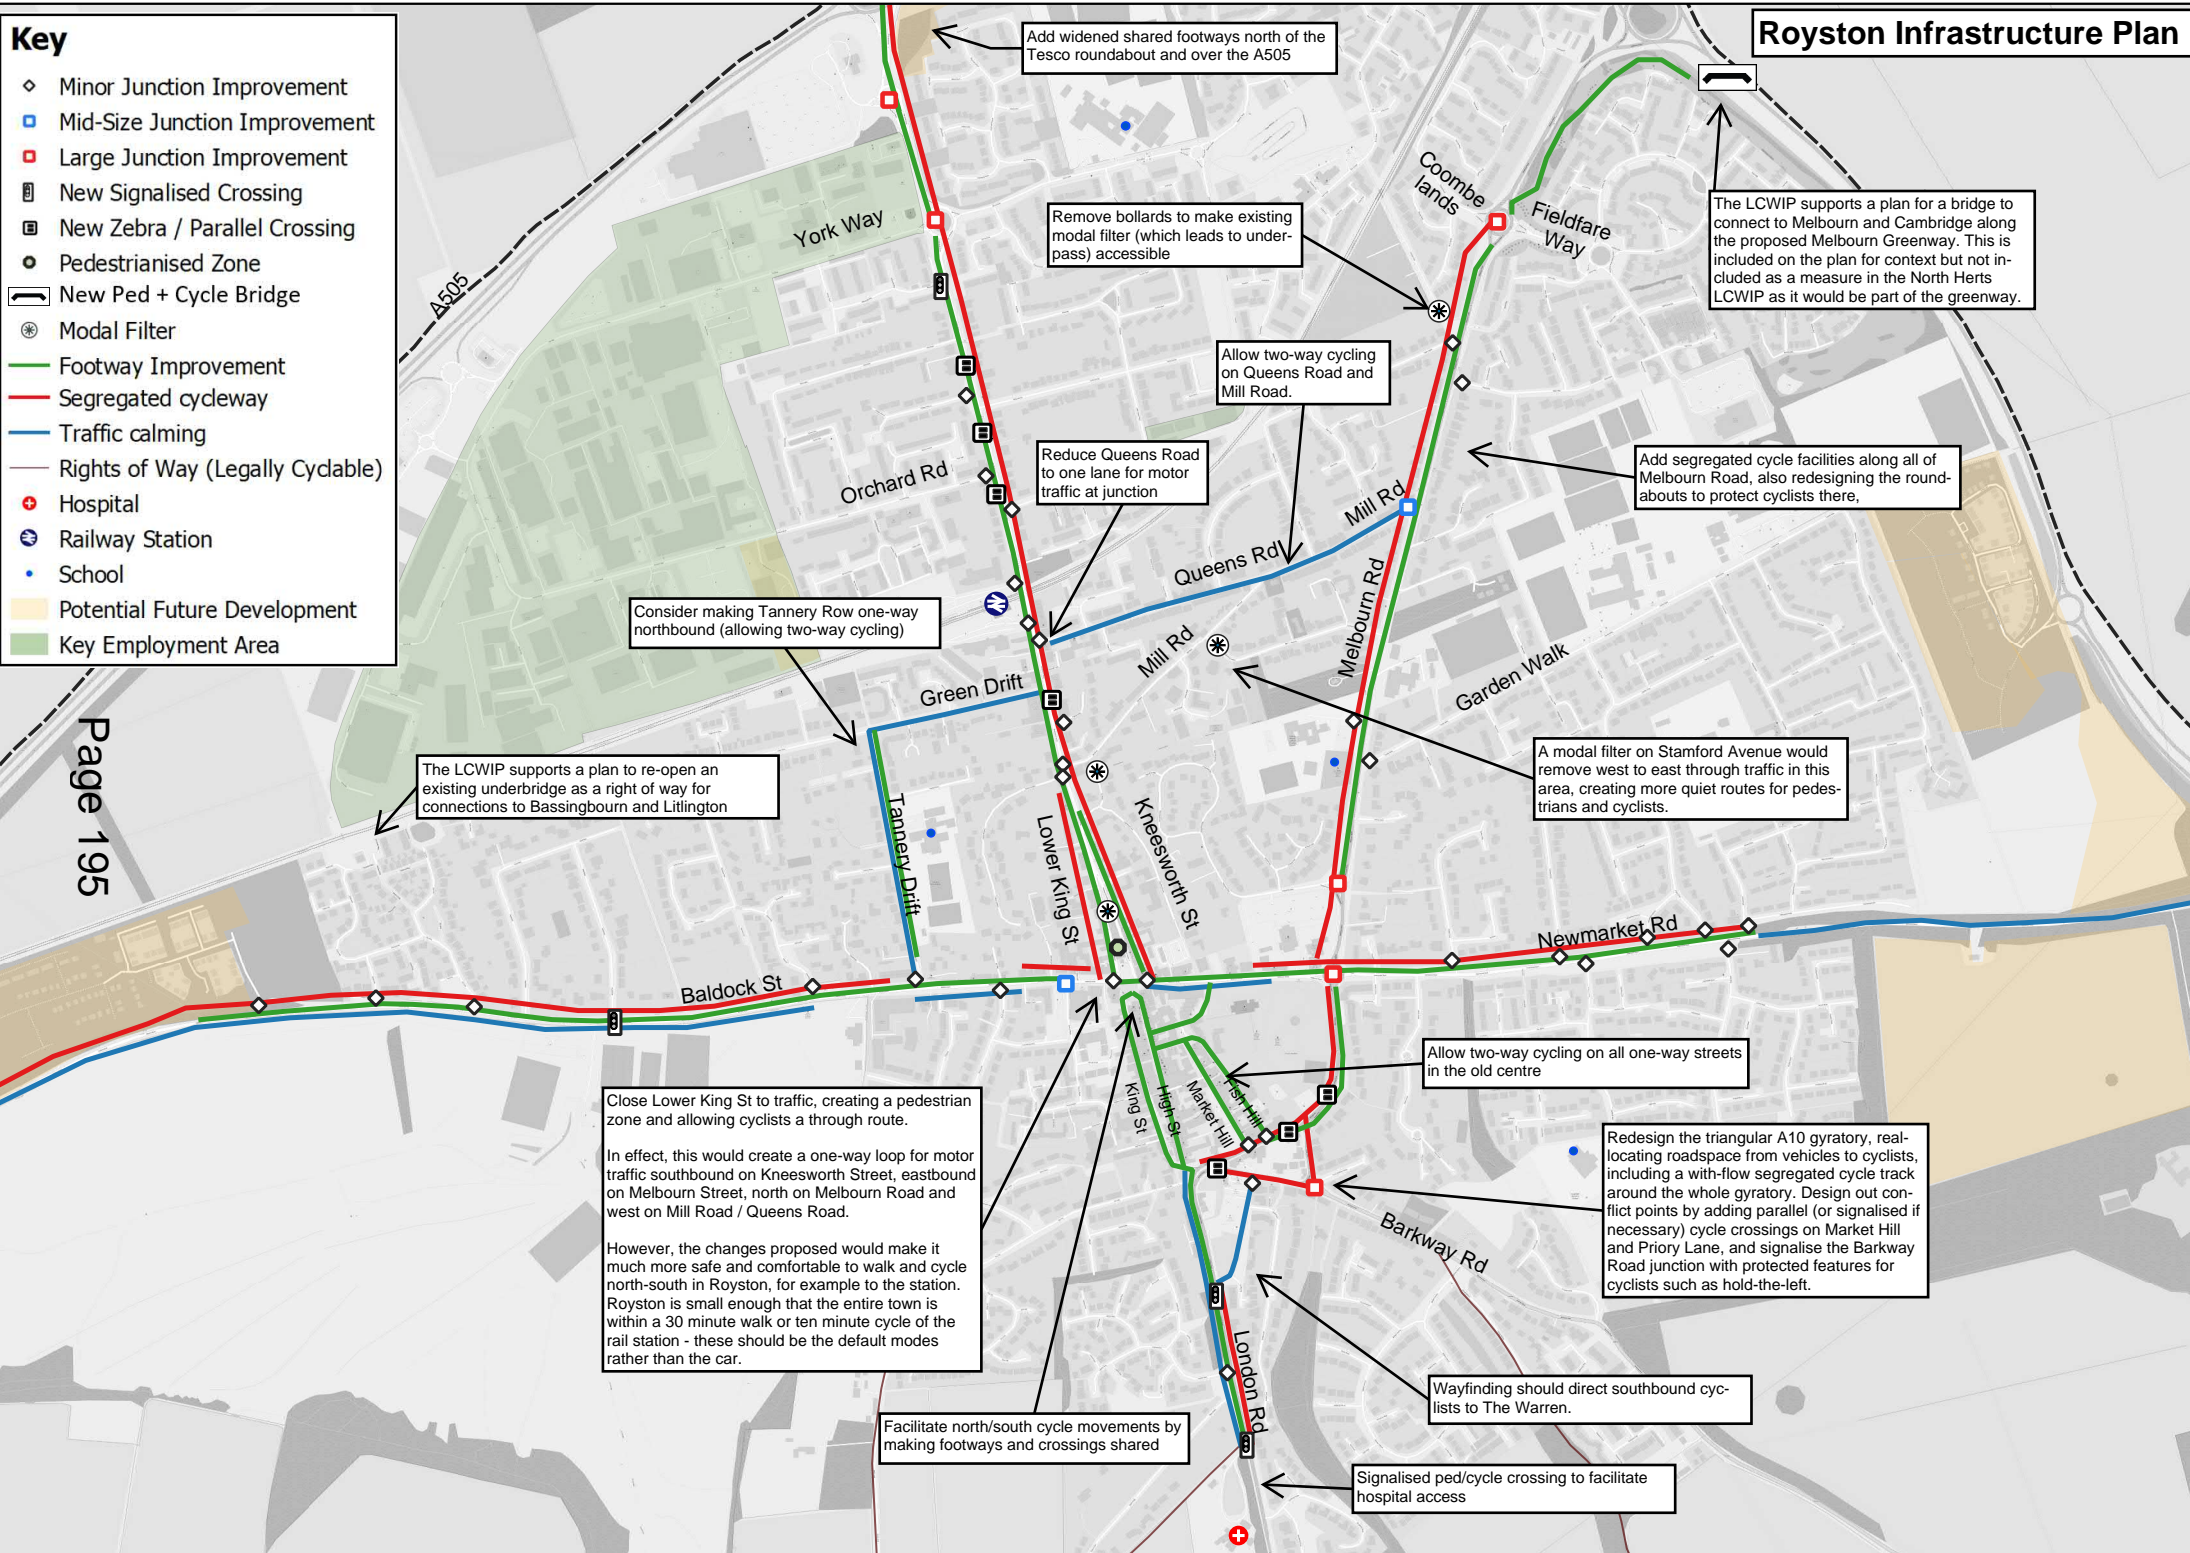 Royston Infrastructure Plan
Key
Minor Junction Improvement
Mid-Size Junction Improvement
Large Junction Improvement
New Signalised Crossing
New Zebra / Parallel Crossing
Pedestrianised Zone
New Ped + Cycle Bridge
Modal Filter
Footway Improvement
Segregated cycleway
Traffic calming
Rights of Way (Legally Cyclable)
Hospital
Railway Station
School
Potential Future Development
Key Employment Area
Add widened shared footways north of the
Tesco roundabout and over the A505
The LCWIP supports a plan for a bridge to
connect to Melbourn and Cambridge along
the proposed Melbourn Greenway. This is
included on the plan for context but not in-
cluded as a measure in the North Herts
LCWIP as it would be part of the greenway.
Remove bollards to make existing
modal filter (which leads to under-
pass) accessible
Coombe
lands
Fieldfare
Way
York Way
A505
Allow two-way cycling
on Queens Road and
Mill Road.
Reduce Queens Road
to one lane for motor
traffic at junction
Add segregated cycle facilities along all of
Melbourn Road, also redesigning the round-
abouts to protect cyclists there,
Orchard Rd
Mill Rd
Queens Rd
Consider making Tannery Row one-way
northbound (allowing two-way cycling)
Mill Rd
Melbourn Rd
Garden Walk
Green Drift
Page 195
The LCWIP supports a plan to re-open an
existing underbridge as a right of way for
connections to Bassingbourn and Litlington
A modal filter on Stamford Avenue would
remove west to east through traffic in this
area, creating more quiet routes for pedes-
trians and cyclists.
Tannery Drift
Lower King St
Kneesworth St
Newmarket Rd
Baldock St
Allow two-way cycling on all one-way streets
in the old centre
King St
High St
Market Hill
Fish Hill
Close Lower King St to traffic, creating a pedestrian
zone and allowing cyclists a through route.
In effect, this would create a one-way loop for motor
traffic southbound on Kneesworth Street, eastbound
on Melbourn Street, north on Melbourn Road and
west on Mill Road / Queens Road.
However, the changes proposed would make it
much more safe and comfortable to walk and cycle
north-south in Royston, for example to the station.
Royston is small enough that the entire town is
within a 30 minute walk or ten minute cycle of the
rail station - these should be the default modes
rather than the car.
Redesign the triangular A10 gyratory, real-
locating roadspace from vehicles to cyclists,
including a with-flow segregated cycle track
around the whole gyratory. Design out con-
flict points by adding parallel (or signalised if
necessary) cycle crossings on Market Hill
and Priory Lane, and signalise the Barkway
Road junction with protected features for
cyclists such as hold-the-left.
Barkway Rd
London Rd
Wayfinding should direct southbound cyc-
lists to The Warren.
Facilitate north/south cycle movements by
making footways and crossings shared
Signalised ped/cycle crossing to facilitate
hospital access